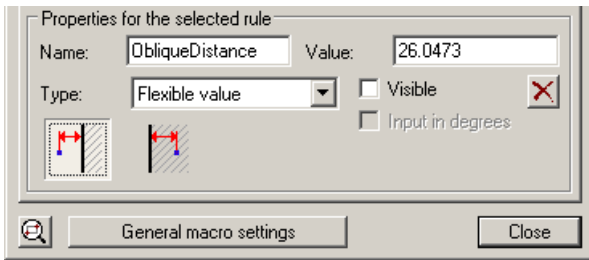 Properties for the selected rule
Name: ObliqueDistance Value: 26.0473
Type: Flexible value Visible
Input in degrees
General macro settings Close